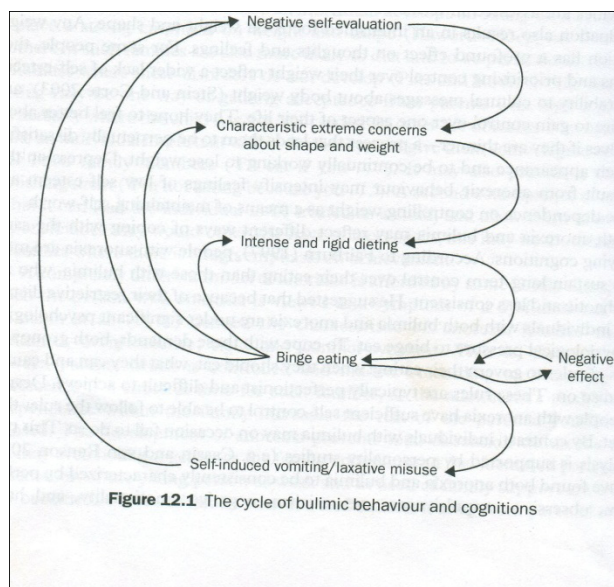 Negative self-evaluation
Characteristic extreme concerns
about shape and weight
Intense and rigid dieting
Binge eating
Negative
effect
Self-induced vomiting/laxative misuse
Figure 12.1 The cycle of bulimic behaviour and cognitions